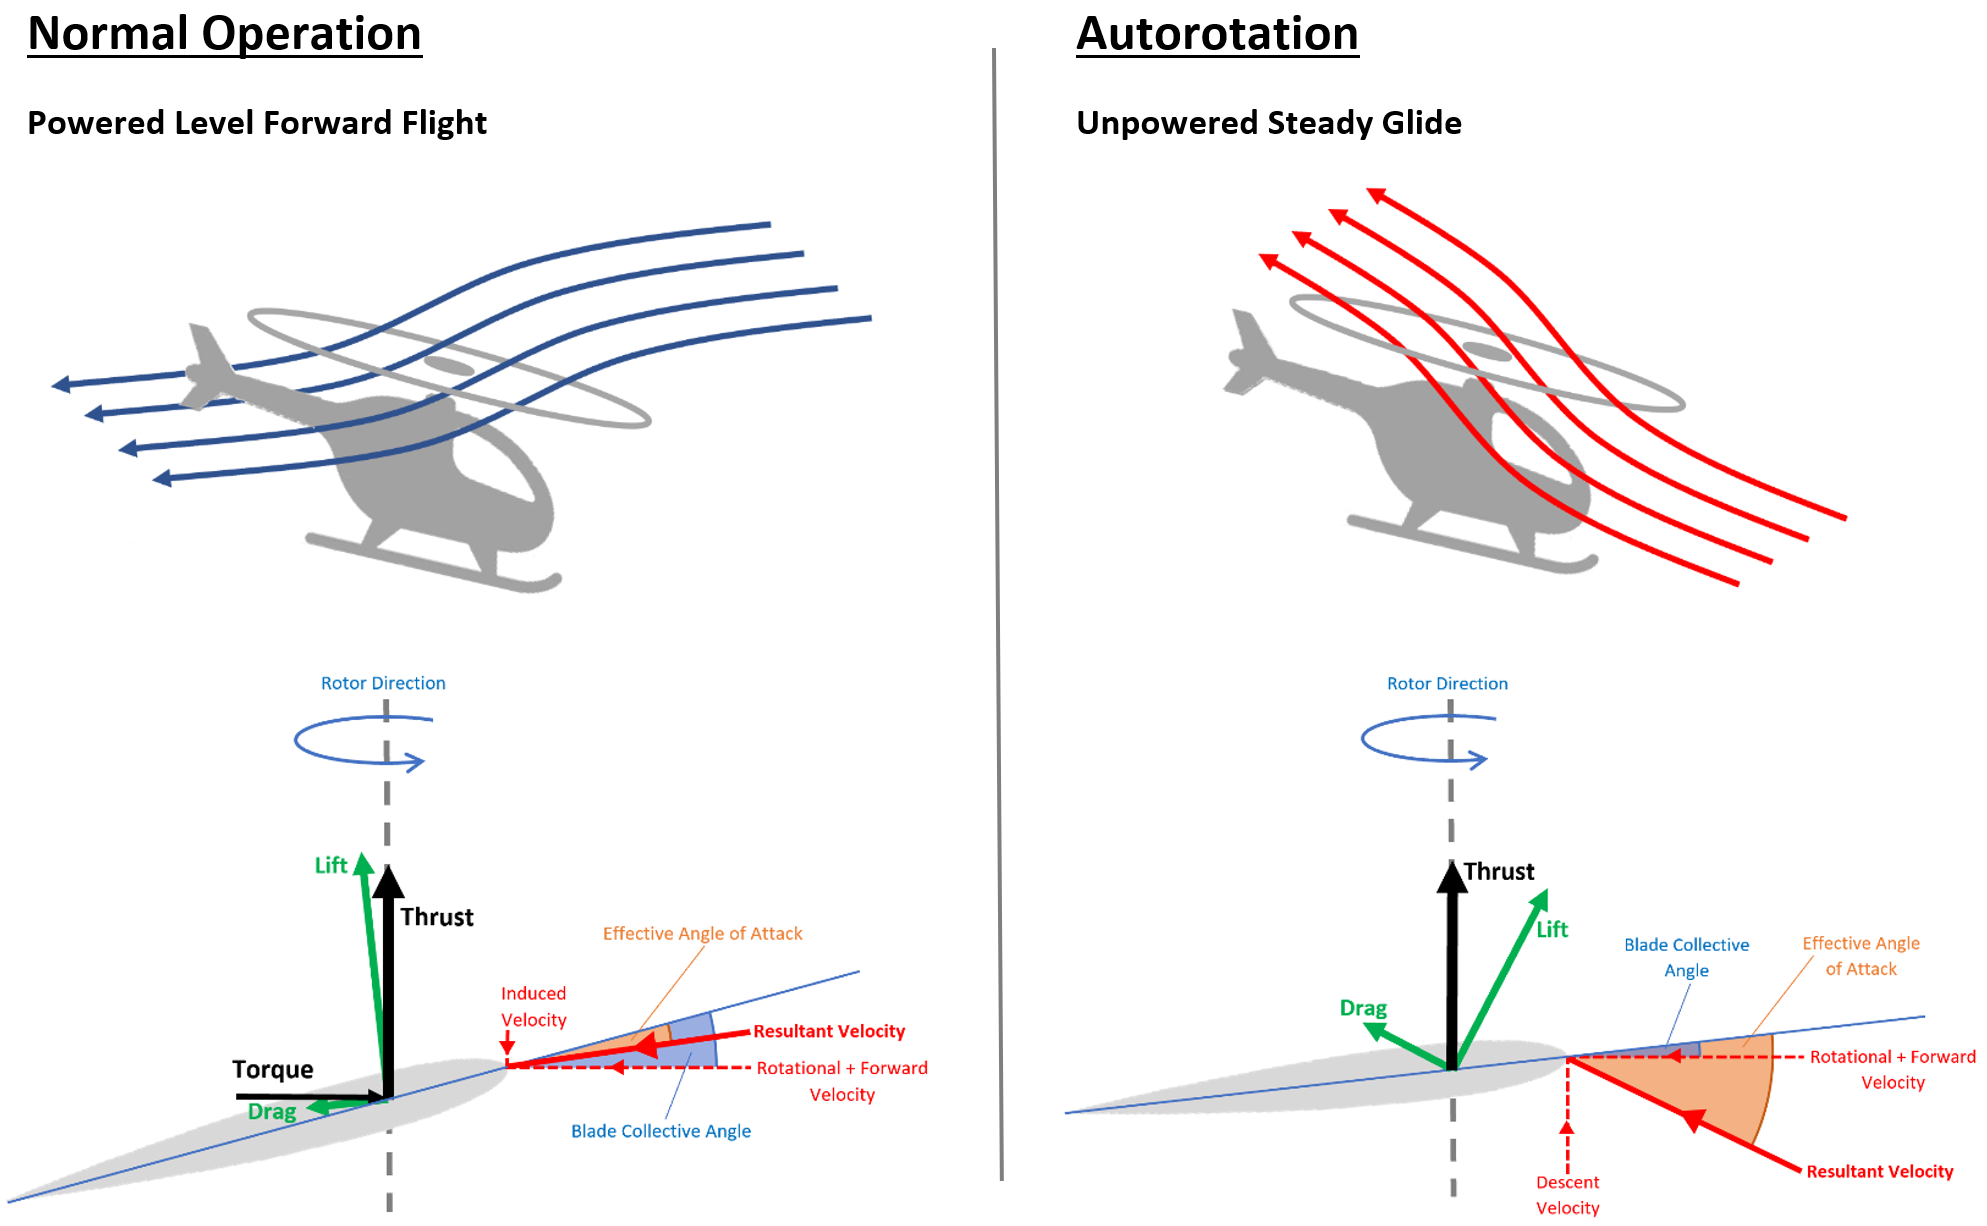 Normal Operation
Powered Level Forward Flight
Rotor Direction
Lift
Thrust
Effective Angle of Attack
Induced
Velocity
Resultant Velocity
Torque
Rotational + Forward
Velocity
Drag
Blade Collective Angle
Autorotation
Unpowered Steady Glide
Rotor Direction
Thrust
Lift
Blade Collective
Angle
Effective Angle
of Attack
Drag
Rotational + Forward
Velocity
Resultant Velocity
Descent
Velocity